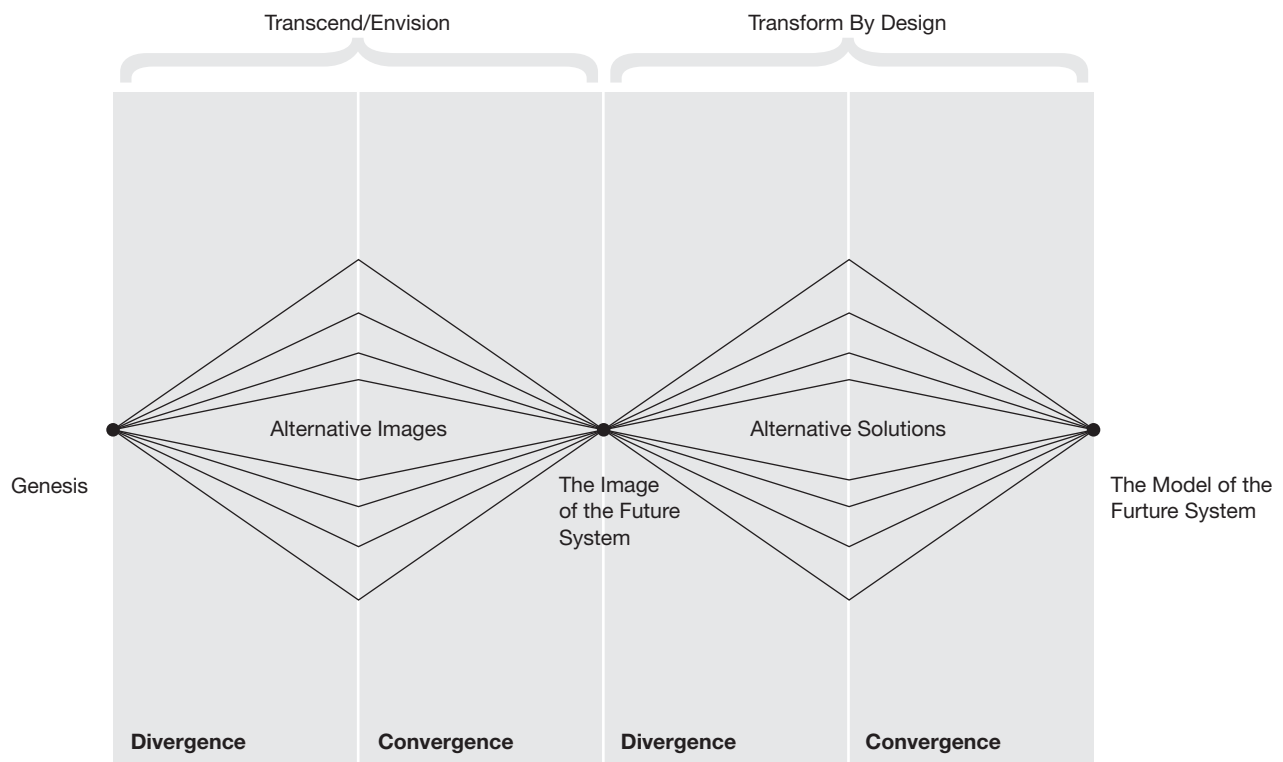 Transcend/Envision
Transform By Design
Alternative Images
Alternative Solutions
Genesis
The Image
of the Future
System
The Model of the
Furture System
Divergence
Convergence
Divergence
Convergence